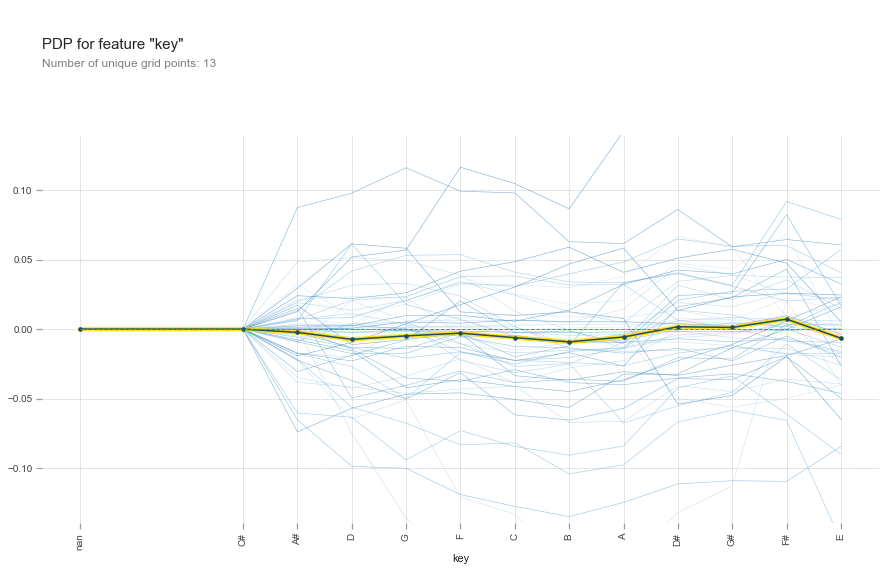 PDP for feature "key"
Number of unique grid points: 13
0.10
0.05
0.00
−0.05
−0.10
nan
C#
A#
D
G
F
C
B
A
D#
G#
F#
E
key